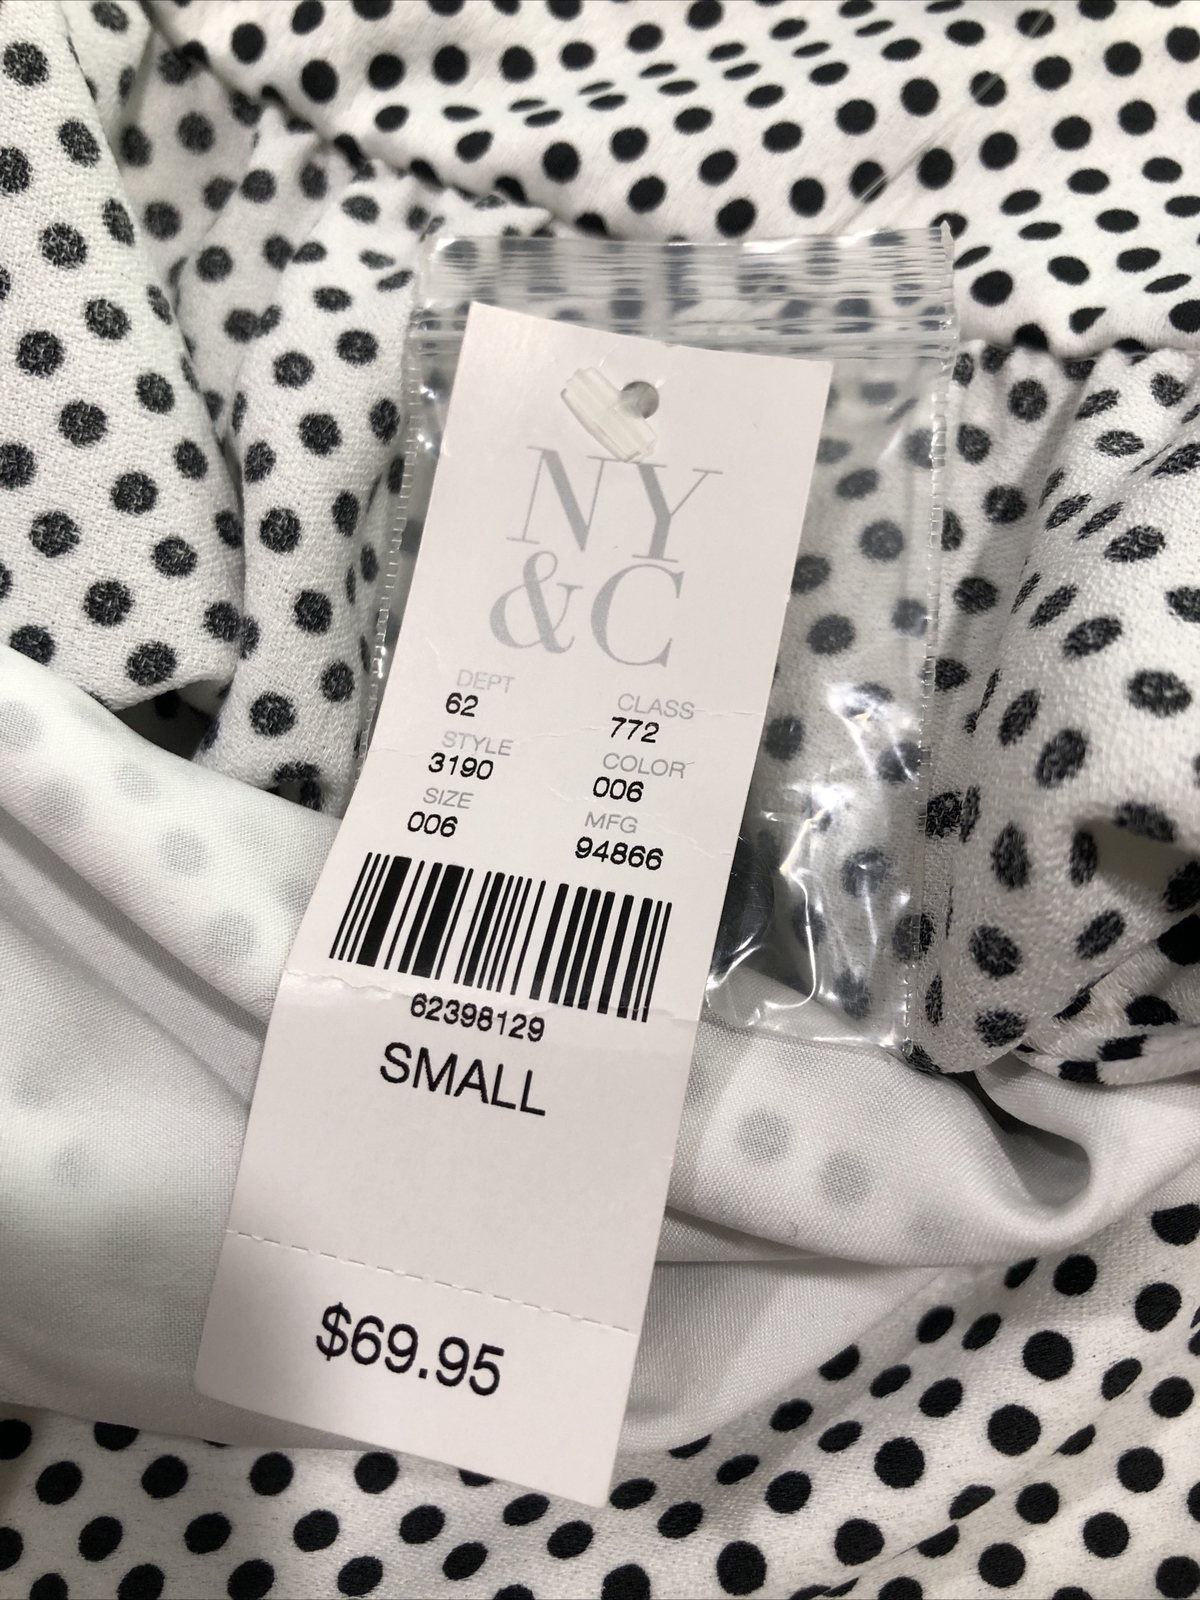 NY
&C
DEPT CLASS
62 772
STYLE COLOR
3190 006
SIZE MFG
006 94866
62398129
SMALL
$69.95